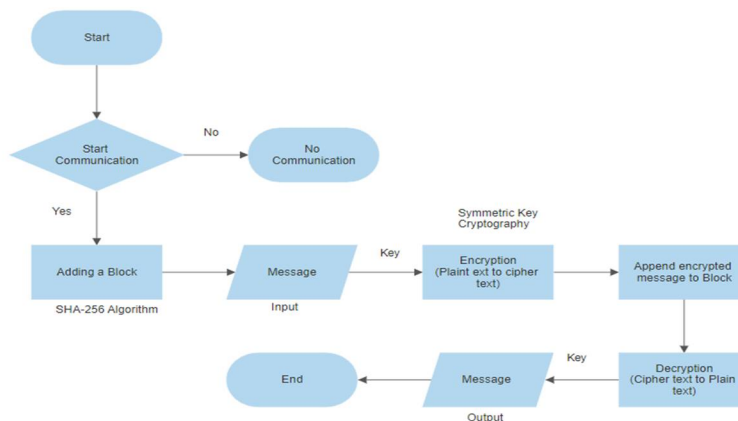 Start
Start
Communication
No
No
Communication
Yes
Symmetric Key
Cryptography
Adding a Block
Message
Key
Encryption
(Plaint ext to cipher
text)
Append encrypted
message to Block
SHA-256 Algorithm
Input
End
Message
Key
Decryption
(Cipher text to Plain
text)
Output